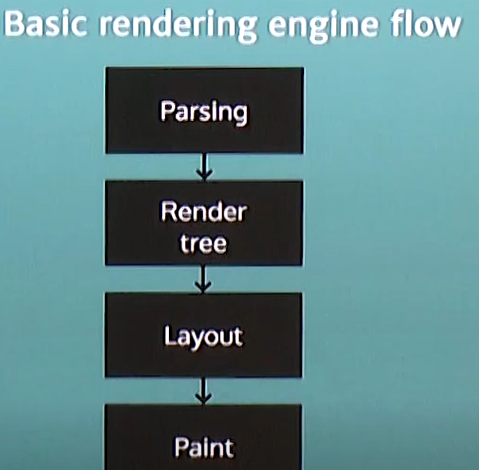 Basic rendering engine flow
Parsing
Render
tree
Layout
Paint